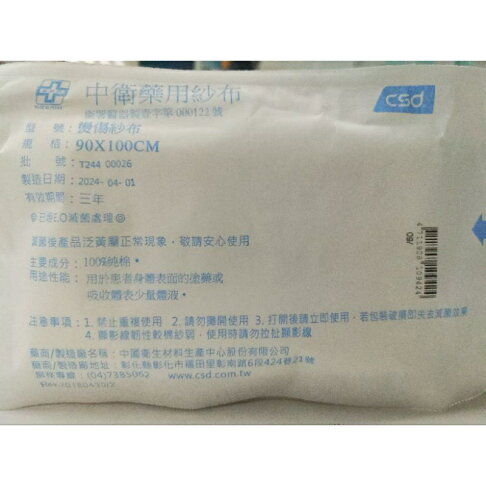 中衛藥用紗布
csd
衛署醫器製壹字第000122號
型 號：燙傷紗布
規 格：90X100CM
批 號：T244 00026
製造日期：2024-04-01
有效期間：三年
滅菌後產品泛黃屬正常現象，敬請安心使用
主要成分：100%純棉。
用途性能：用於患者身體表面的塗藥或
吸收體表少量體液。
注意事項：1.禁止重複使用 2.請勿攤開使用 3.打開後請立即使用，若包裝破損即失去滅菌效果
4.顯影線韌性較棉紗弱，使用時請勿拉扯顯影線
藥商/製造廠名稱：中國衛生材料生產中心股份有限公司
藥商/製造廠地址：彰化縣彰化市福田里彰南路6段424巷21號
服務專線：(04)7385062 www.csd.com.tw
Rev.20180430/2